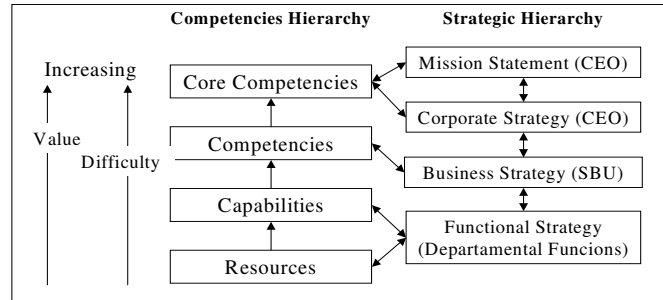 Competencies Hierarchy
Strategic Hierarchy
Increasing
Value
Difficulty
Core Competencies
Competencies
Capabilities
Resources
Mission Statement (CEO)
Corporate Strategy (CEO)
Business Strategy (SBU)
Functional Strategy
(Departamental Funcions)